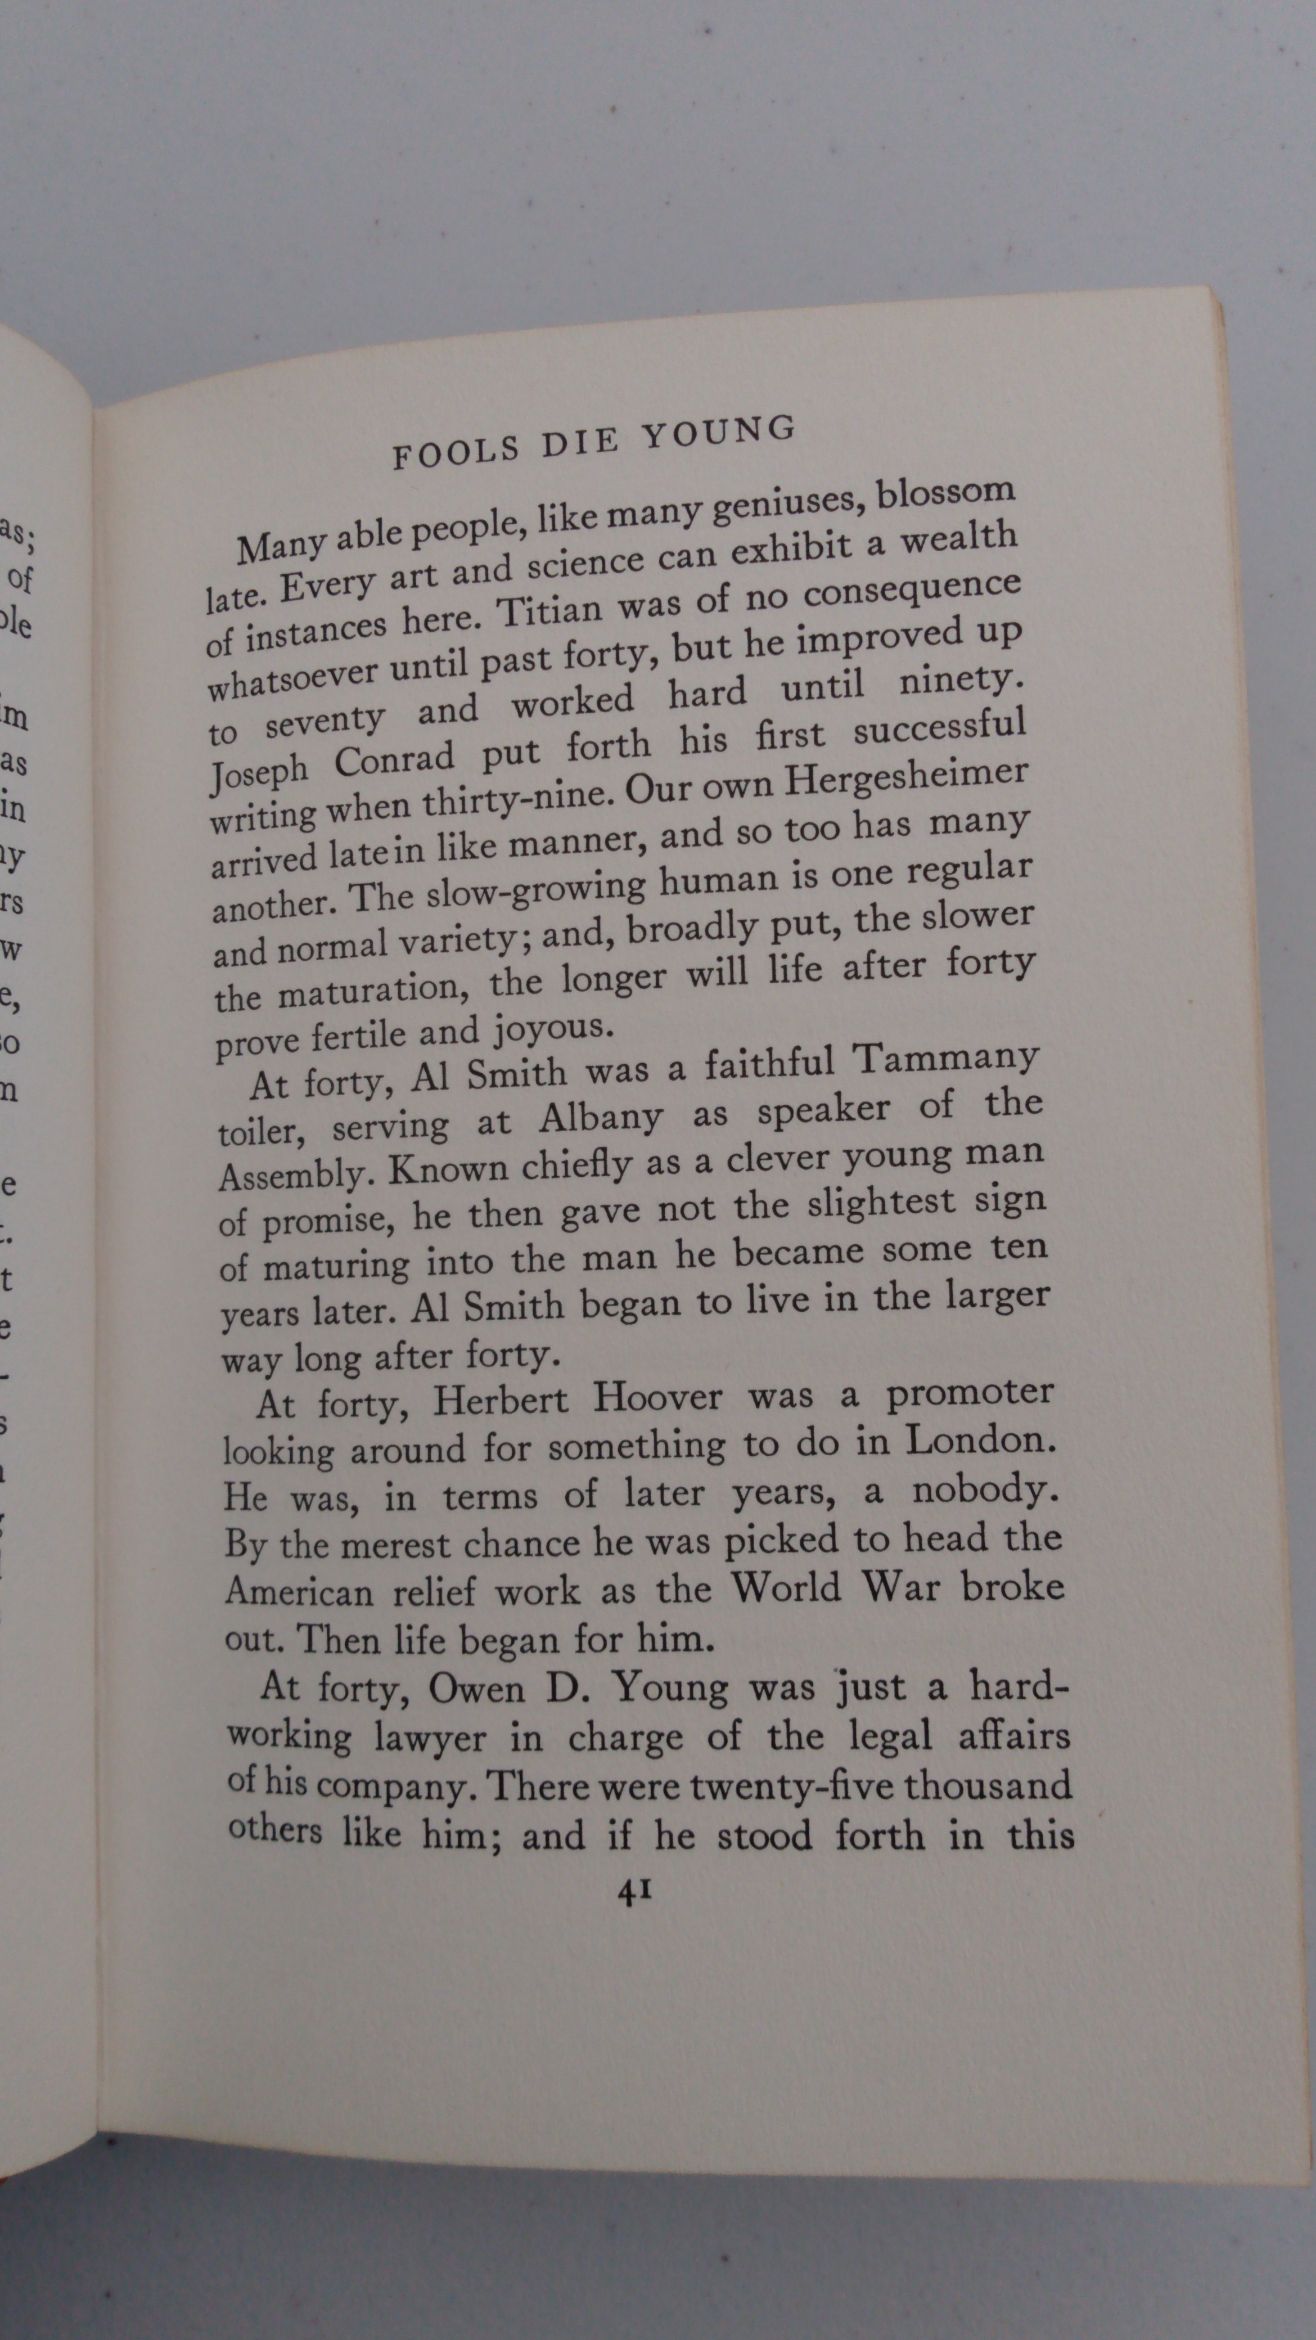 FOOLS DIE YOUNG
Many able people, like many geniuses, blossom
late. Every art and science can exhibit a wealth
of instances here. Titian was of no consequence
whatsoever until past forty, but he improved up
to seventy and worked hard until ninety.
Joseph Conrad put forth his first successful
writing when thirty-nine. Our own Hergesheimer
arrived late in like manner, and so too has many
another. The slow-growing human is one regular
and normal variety; and, broadly put, the slower
the maturation, the longer will life after forty
prove fertile and joyous.
At forty, Al Smith was a faithful Tammany
toiler, serving at Albany as speaker of the
Assembly. Known chiefly as a clever young man
of promise, he then gave not the slightest sign
of maturing into the man he became some ten
years later. Al Smith began to live in the larger
way long after forty.
At forty, Herbert Hoover was a promoter
looking around for something to do in London.
He was, in terms of later years, a nobody.
By the merest chance he was picked to head the
American relief work as the World War broke
out. Then life began for him.
At forty, Owen D. Young was just a hard-
working lawyer in charge of the legal affairs
of his company. There were twenty-five thousand
others like him; and if he stood forth in this
41